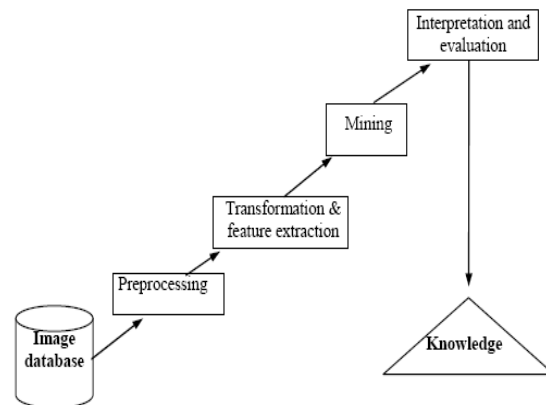 Interpretation and
evaluation
Mining
Transformation &
feature extraction
Preprocessing
Image
database
Knowledge